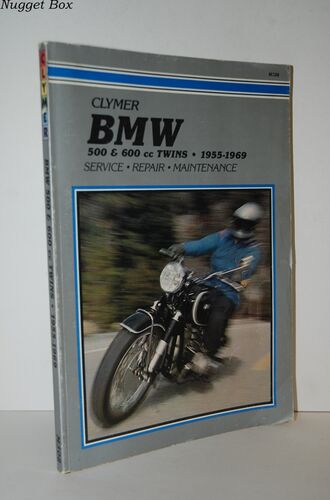 Nugget Box
CLYMER
BMW
500 & 600 cc TWINS • 1955-1969
SERVICE • REPAIR • MAINTENANCE
CLYMER
BMW 500 & 600 cc TWINS • 1955-1969